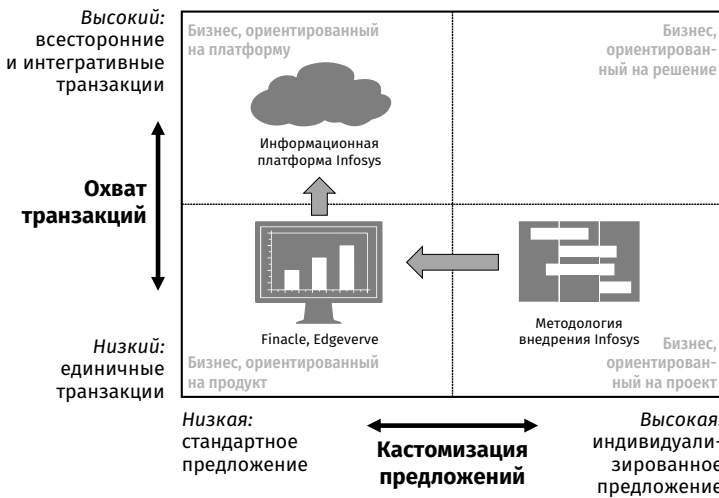 Высокий:
всесторонние
и интегративные
транзакции
Охват
транзакций
Низкий:
единичные
транзакции
Бизнес, ориентированный
на платформу
Информационная
платформа Infosys
Бизнес,
ориентирован-
ный на решение
Finacle, Edgeverve
Бизнес, ориентированный
на продукт
Методология
внедрения Infosys
Бизнес,
ориентирован-
ный на проект
Низкая:
стандартное
предложение
Кастомизация
предложений
Высокая:
индивидуали-
зированное
предложение